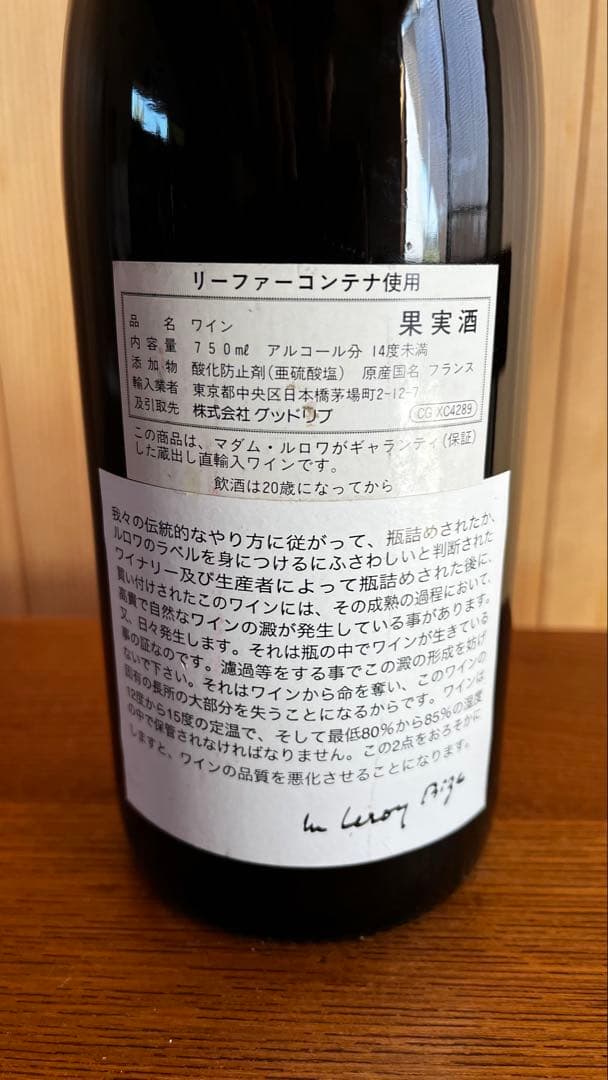 リーファーコンテナ使用
品名 ワイン 果実酒
内容量 750ml アルコール分 14度未満
添加物 酸化防止剤(亜硫酸塩) 原産国名 フランス
輸入業者 東京都中央区日本橋茅場町2-12-7
及引取先 株式会社 グッドリブ CG XC4289
この商品は、マダム・ルロワがギャランティ(保証)
した蔵出し直輸入ワインです。
飲酒は20歳になってから
我々の伝統的なやり方に従がって、瓶詰めされたか、
ルロワのラベルを身につけるにふさわしいと判断された
ワイナリー及び生産者によって瓶詰めされた後に、
買い付けされたこのワインには、その成熟の過程において、
高貴で自然なワインの澱が発生している事があります。
又、日々発生します。それは瓶の中でワインが生きている
事の証なのです。濾過等をする事でこの澱の形成を妨げ
ないで下さい。それはワインから命を奪い、このワインの
固有の長所の大部分を失うことになるからです。ワインは
12度から15度の定温で、そして最低80%から85%の湿度
の中で保管されなければなりません。この2点をおろそかに
しますと、ワインの品質を悪化させることになります。
Leroy Bize